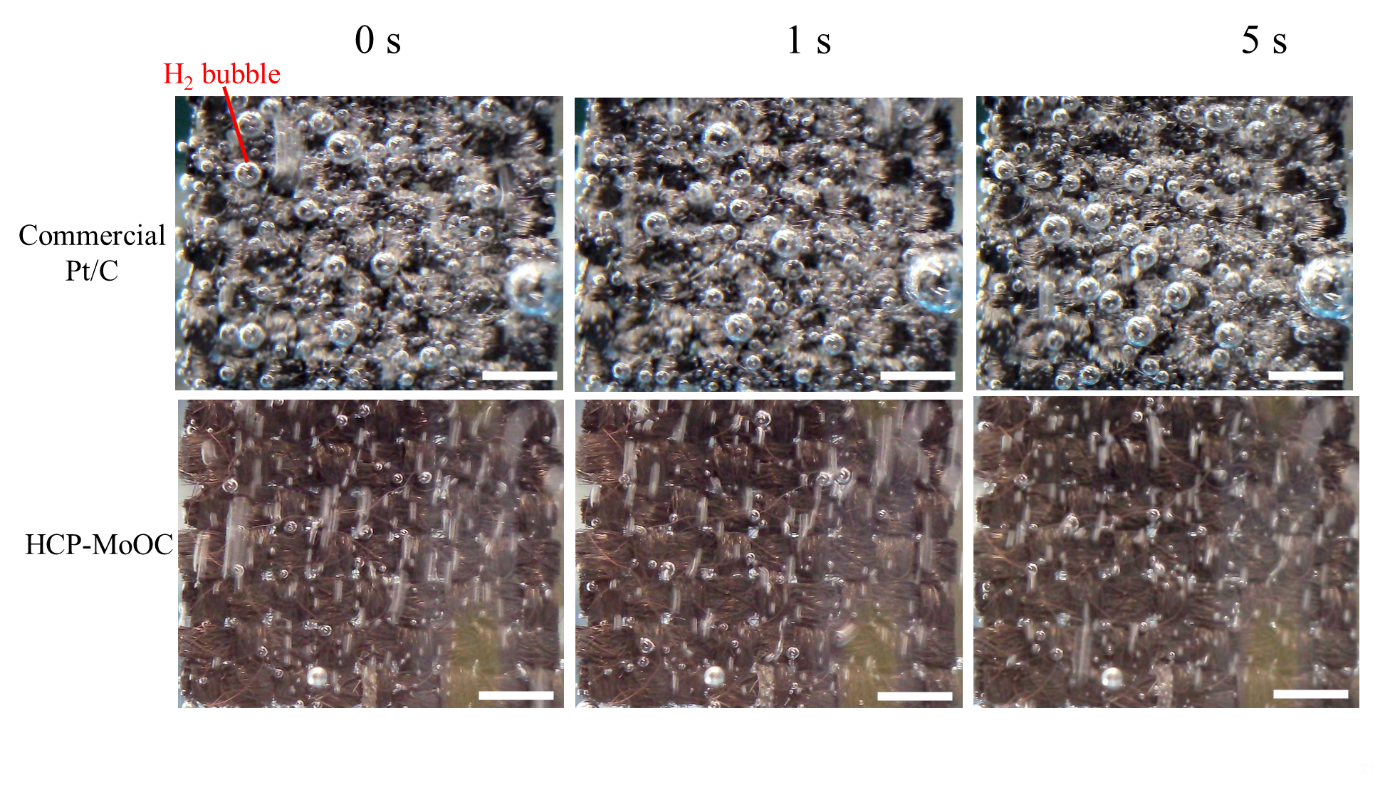 0 s
1 s
5 s
H₂ bubble
Commercial
Pt/C
HCP-MoOC